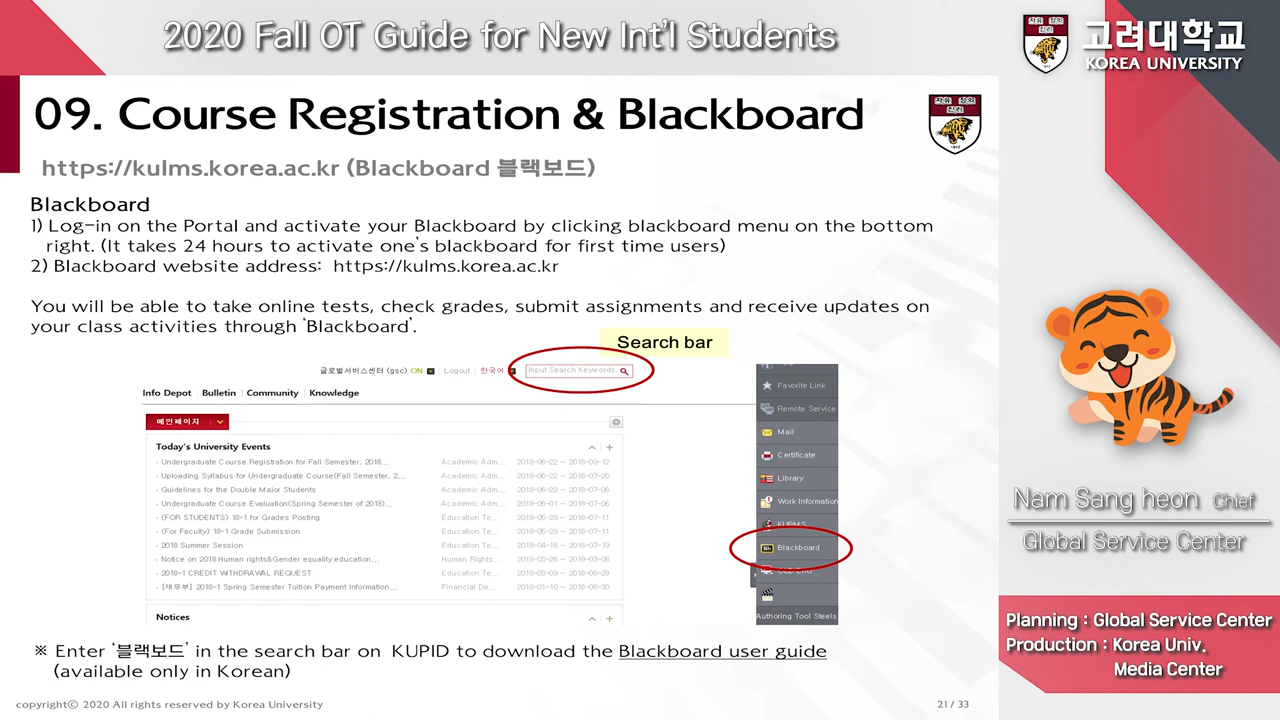 2020 Fall OT Guide for New Int'l Students
고려대학교
KOREA UNIVERSITY
09. Course Registration & Blackboard
https://kulms.korea.ac.kr (Blackboard 블랙보드)
Blackboard
1) Log-in on the Portal and activate your Blackboard by clicking blackboard menu on the bottom
right. (It takes 24 hours to activate one's blackboard for first time users)
2) Blackboard website address: https://kulms.korea.ac.kr
You will be able to take online tests, check grades, submit assignments and receive updates on
your class activities through 'Blackboard'.
Search bar
글로벌서비스센터 (gsc) ON | Logout | 한국어
Input Search Keywords.
Info Depot Bulletin Community Knowledge
메인페이지
Today's University Events
- Undergraduate Course Registration for Fall Semester, 2018... Academic Adm... 2018-06-22 ~ 2018-09-12
- Uploading Syllabus for Undergraduate Course(Fall Semester, 2... Academic Adm... 2018-06-22 ~ 2018-07-20
- Guidelines for the Double Major Students Academic Adm... 2018-06-22 ~ 2018-07-06
- Undergraduate Course Evaluation(Spring Semester of 2018)... Academic Adm... 2018-06-01 ~ 2018-07-06
- (FOR STUDENTS) 18-1 for Grades Posting Education Te... 2018-05-29 ~ 2018-07-11
- (For Faculty) 18-1 Grade Submission Education Te... 2018-05-29 ~ 2018-07-11
- 2018 Summer Session Education Te... 2018-04-16 ~ 2018-07-19
- Notice on 2018 Human rights&Gender equality education... Human Rights... 2018-03-26 ~ 2019-03-08
- 2018-1 CREDIT WITHDRAWAL REQUEST Education Te... 2018-03-09 ~ 2018-06-29
- [재무부] 2018-1 Spring Semester Tuition Payment Information... Financial De... 2018-01-10 ~ 2018-06-30
Notices
Favorite Link
Remote Service
Mail
Certificate
Library
Work Information
KURMS
Blackboard
Authoring Tool Steels
※ Enter '블랙보드' in the search bar on KUPID to download the Blackboard user guide
(available only in Korean)
Nam Sang heon Chief
Global Service Center
Planning : Global Service Center
Production : Korea Univ.
Media Center
copyrightⓒ 2020 All rights reserved by Korea University
21 / 33